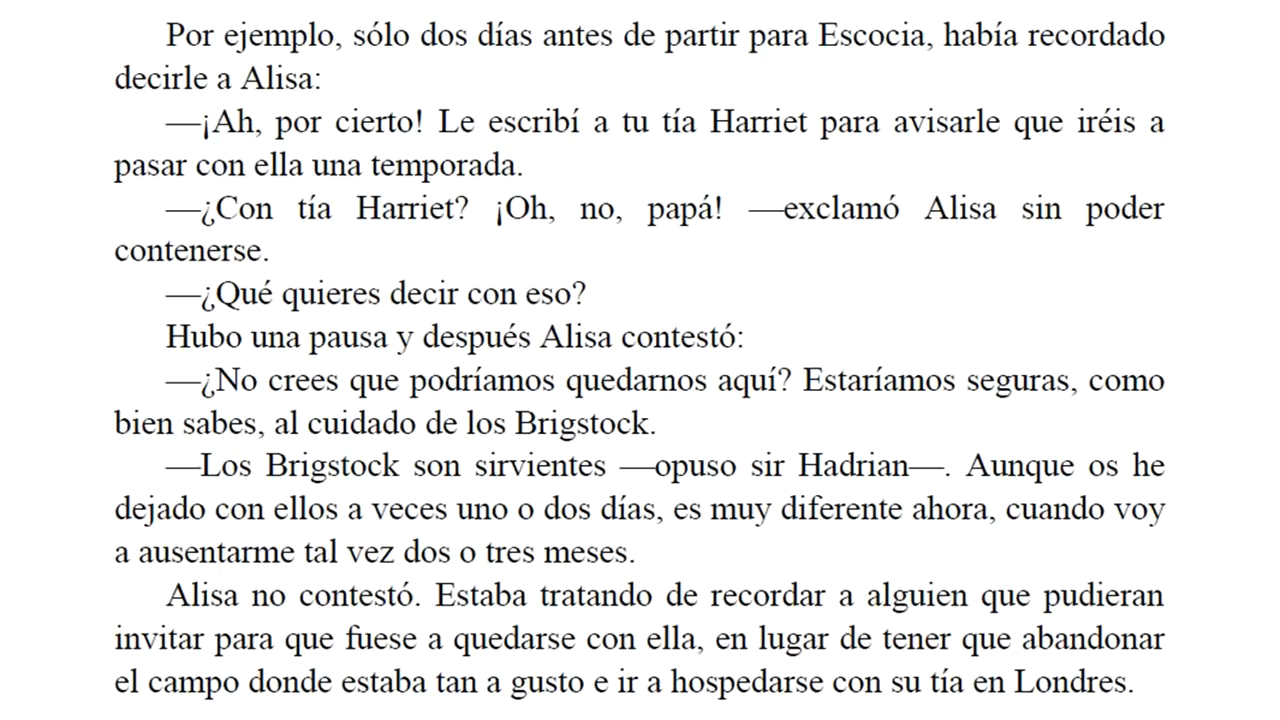 Por ejemplo, sólo dos días antes de partir para Escocia, había recordado
decirle a Alisa:
—¡Ah, por cierto! Le escribí a tu tía Harriet para avisarle que iréis a
pasar con ella una temporada.
—¿Con tía Harriet? ¡Oh, no, papá! —exclamó Alisa sin poder
contenerse.
—¿Qué quieres decir con eso?
Hubo una pausa y después Alisa contestó:
—¿No crees que podríamos quedarnos aquí? Estaríamos seguras, como
bien sabes, al cuidado de los Brigstock.
—Los Brigstock son sirvientes —opuso sir Hadrian—. Aunque os he
dejado con ellos a veces uno o dos días, es muy diferente ahora, cuando voy
a ausentarme tal vez dos o tres meses.
Alisa no contestó. Estaba tratando de recordar a alguien que pudieran
invitar para que fuese a quedarse con ella, en lugar de tener que abandonar
el campo donde estaba tan a gusto e ir a hospedarse con su tía en Londres.